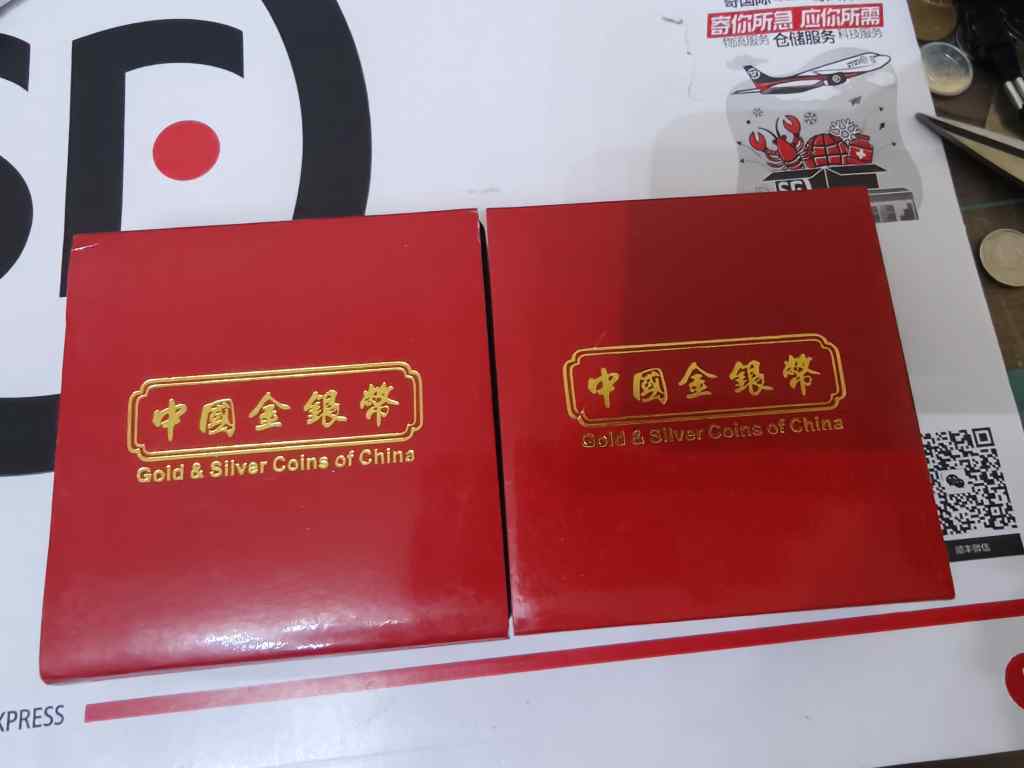 寄你所急 应你所需
物流服务 仓储服务 科技服务
SF
中國金銀幣
Gold & Silver Coins of China
中國金銀幣
Gold & Silver Coins of China
顺丰微信
XPRESS